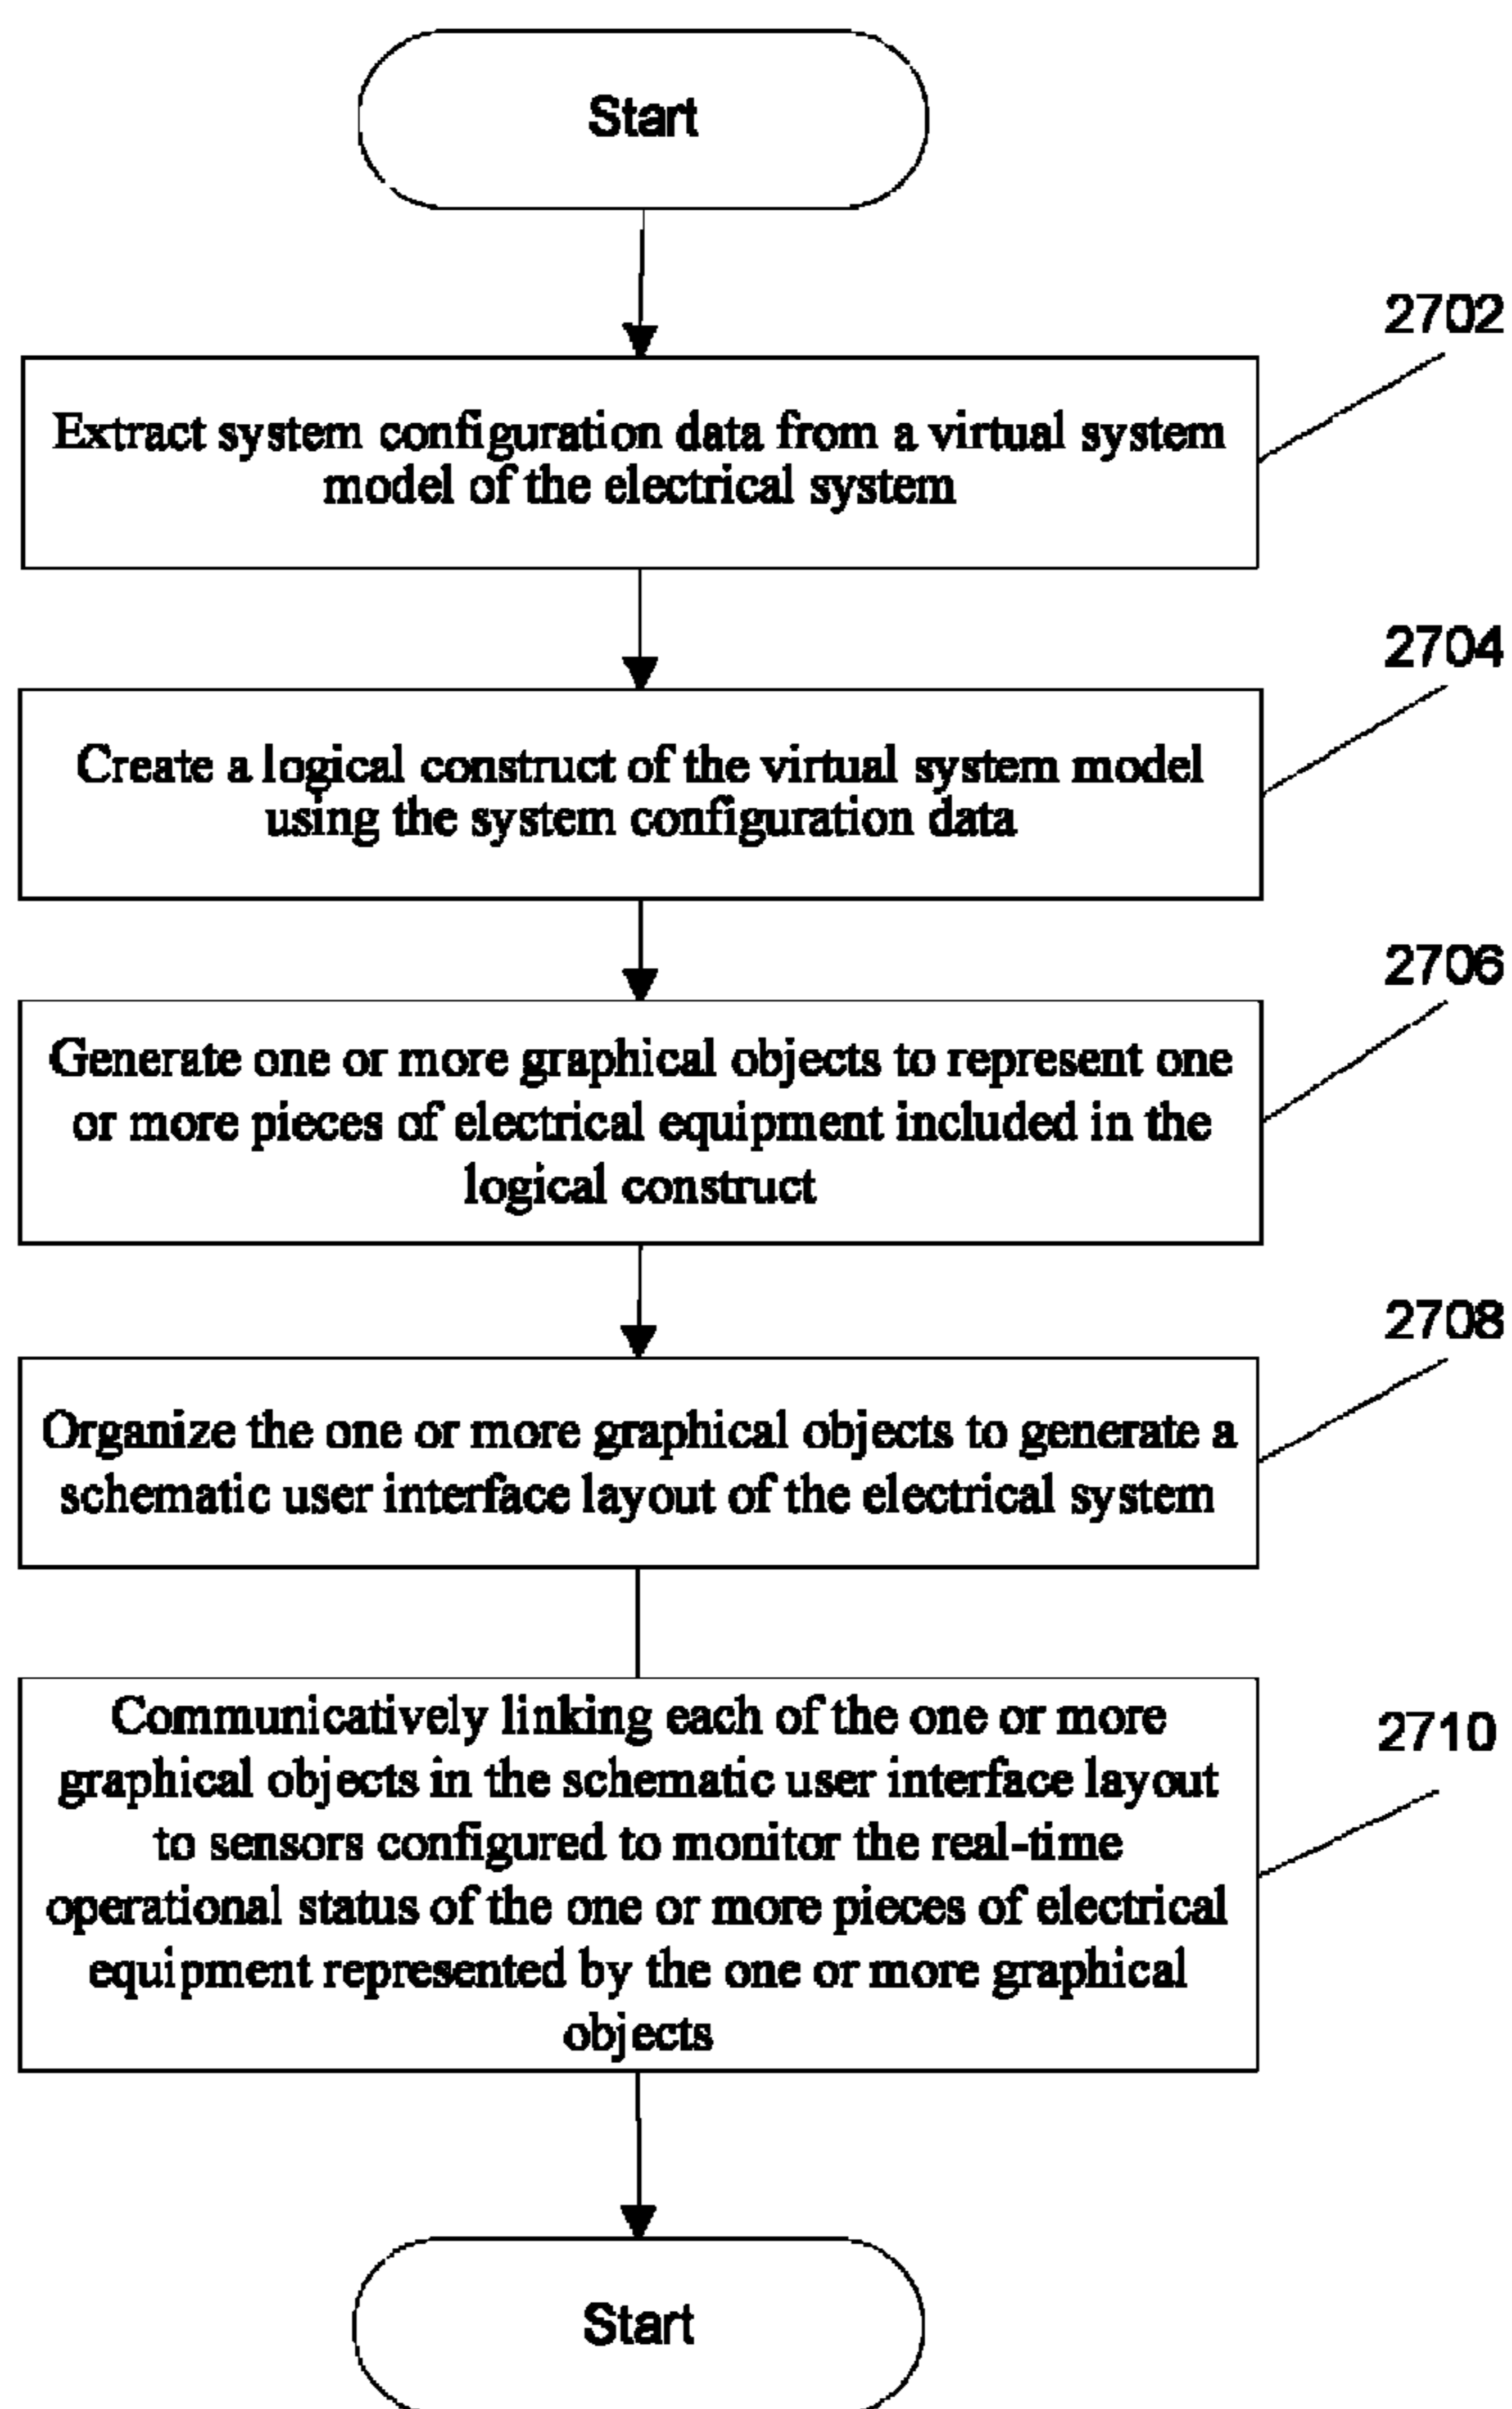 Start
2702
Extract system configuration data from a virtual system
model of the electrical system
2704
Create a logical construct of the virtual system model
using the system configuration data
2706
Generate one or more graphical objects to represent one
or more pieces of electrical equipment included in the
logical construct
2708
Organize the one or more graphical objects to generate a
schematic user interface layout of the electrical system
2710
Communicatively linking each of the one or more
graphical objects in the schematic user interface layout
to sensors configured to monitor the real-time
operational status of the one or more pieces of electrical
equipment represented by the one or more graphical
objects
Start